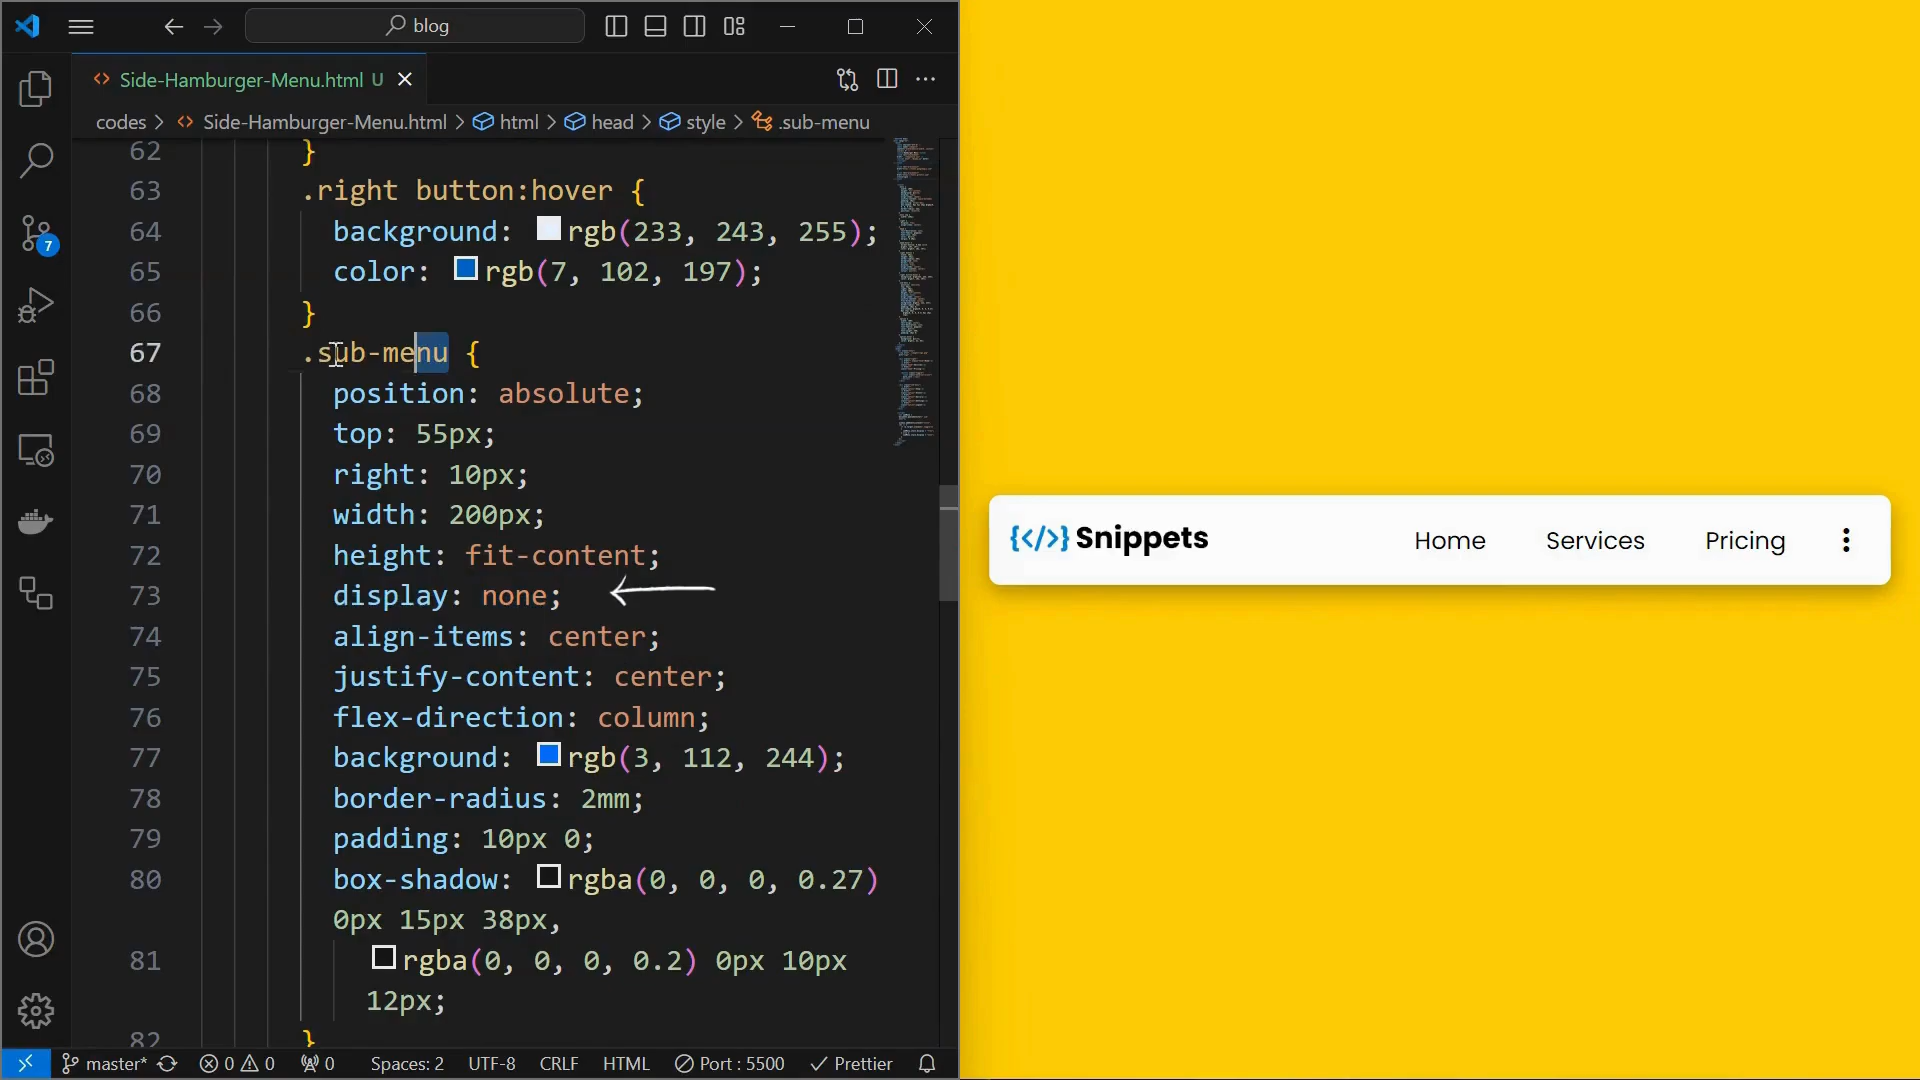 blog
Side-Hamburger-Menu.html U
codes > Side-Hamburger-Menu.html > html > head > style > .sub-menu
62 }
63 .right button:hover {
64 background: rgb(233, 243, 255);
65 color: rgb(7, 102, 197);
66 }
67 .sub-menu {
68 position: absolute;
69 top: 55px;
70 right: 10px;
71 width: 200px;
72 height: fit-content;
73 display: none;
74 align-items: center;
75 justify-content: center;
76 flex-direction: column;
77 background: rgb(3, 112, 244);
78 border-radius: 2mm;
79 padding: 10px 0;
80 box-shadow: rgba(0, 0, 0, 0.27)
0px 15px 38px,
81 rgba(0, 0, 0, 0.2) 0px 10px
12px;
82 }
7
master* 0 0 0 Spaces: 2 UTF-8 CRLF HTML Port : 5500 Prettier
{</>} Snippets Home Services Pricing